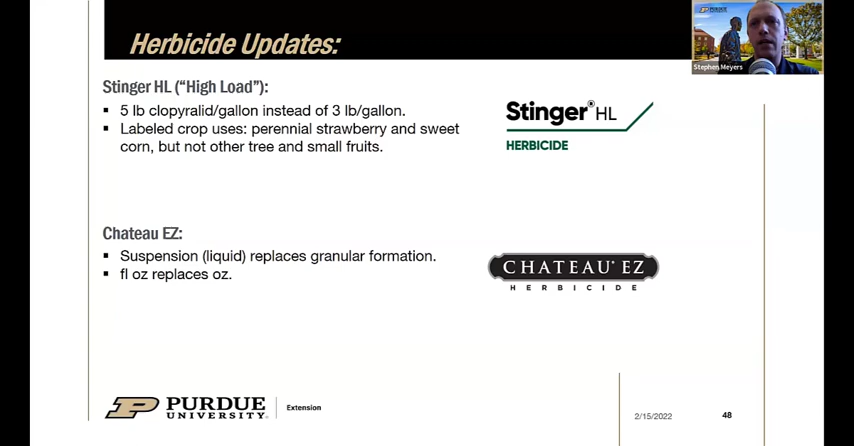 Herbicide Updates:
PURDUE
Stephen Meyers
Stinger HL (“High Load”):
▪ 5 lb clopyralid/gallon instead of 3 lb/gallon.
▪ Labeled crop uses: perennial strawberry and sweet
corn, but not other tree and small fruits.
Stinger® HL
HERBICIDE
Chateau EZ:
▪ Suspension (liquid) replaces granular formation.
▪ fl oz replaces oz.
CHATEAU® EZ
HERBICIDE
P PURDUE
UNIVERSITY®
Extension
2/15/2022
48